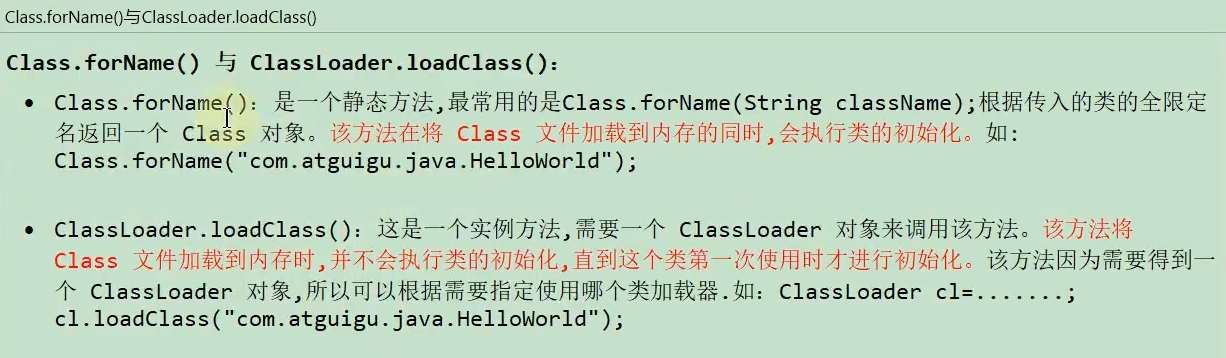 Class.forName()与ClassLoader.loadClass()
Class.forName() 与 ClassLoader.loadClass():
• Class.forName(): 是一个静态方法,最常用的是Class.forName(String className);根据传入的类的全限定
名返回一个 Class 对象。该方法在将 Class 文件加载到内存的同时,会执行类的初始化。如:
Class.forName("com.atguigu.java.HelloWorld");
• ClassLoader.loadClass(): 这是一个实例方法,需要一个 ClassLoader 对象来调用该方法。该方法将
Class 文件加载到内存时,并不会执行类的初始化,直到这个类第一次使用时才进行初始化。该方法因为需要得到一
个 ClassLoader 对象,所以可以根据需要指定使用哪个类加载器.如: ClassLoader cl=.......;
cl.loadClass("com.atguigu.java.HelloWorld");